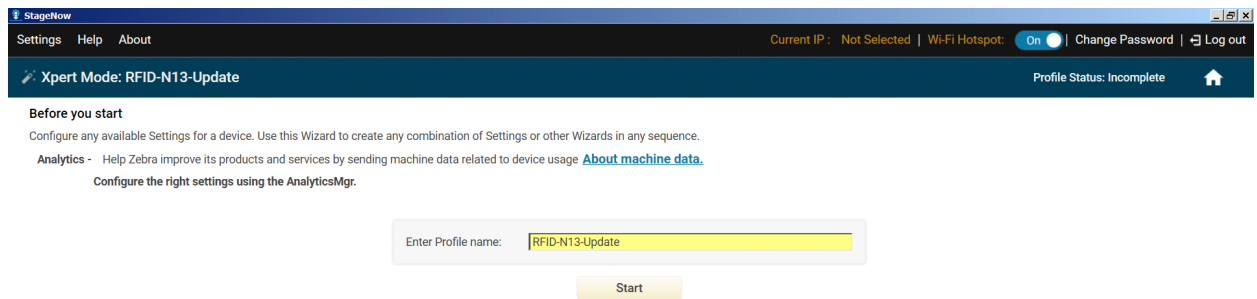 StageNow
Settings Help About Current IP : Not Selected | Wi-Fi Hotspot: On | Change Password | Log out
Xpert Mode: RFID-N13-Update Profile Status: Incomplete
Before you start
Configure any available Settings for a device. Use this Wizard to create any combination of Settings or other Wizards in any sequence.
Analytics - Help Zebra improve its products and services by sending machine data related to device usage About machine data.
Configure the right settings using the AnalyticsMgr.
Enter Profile name: RFID-N13-Update
Start